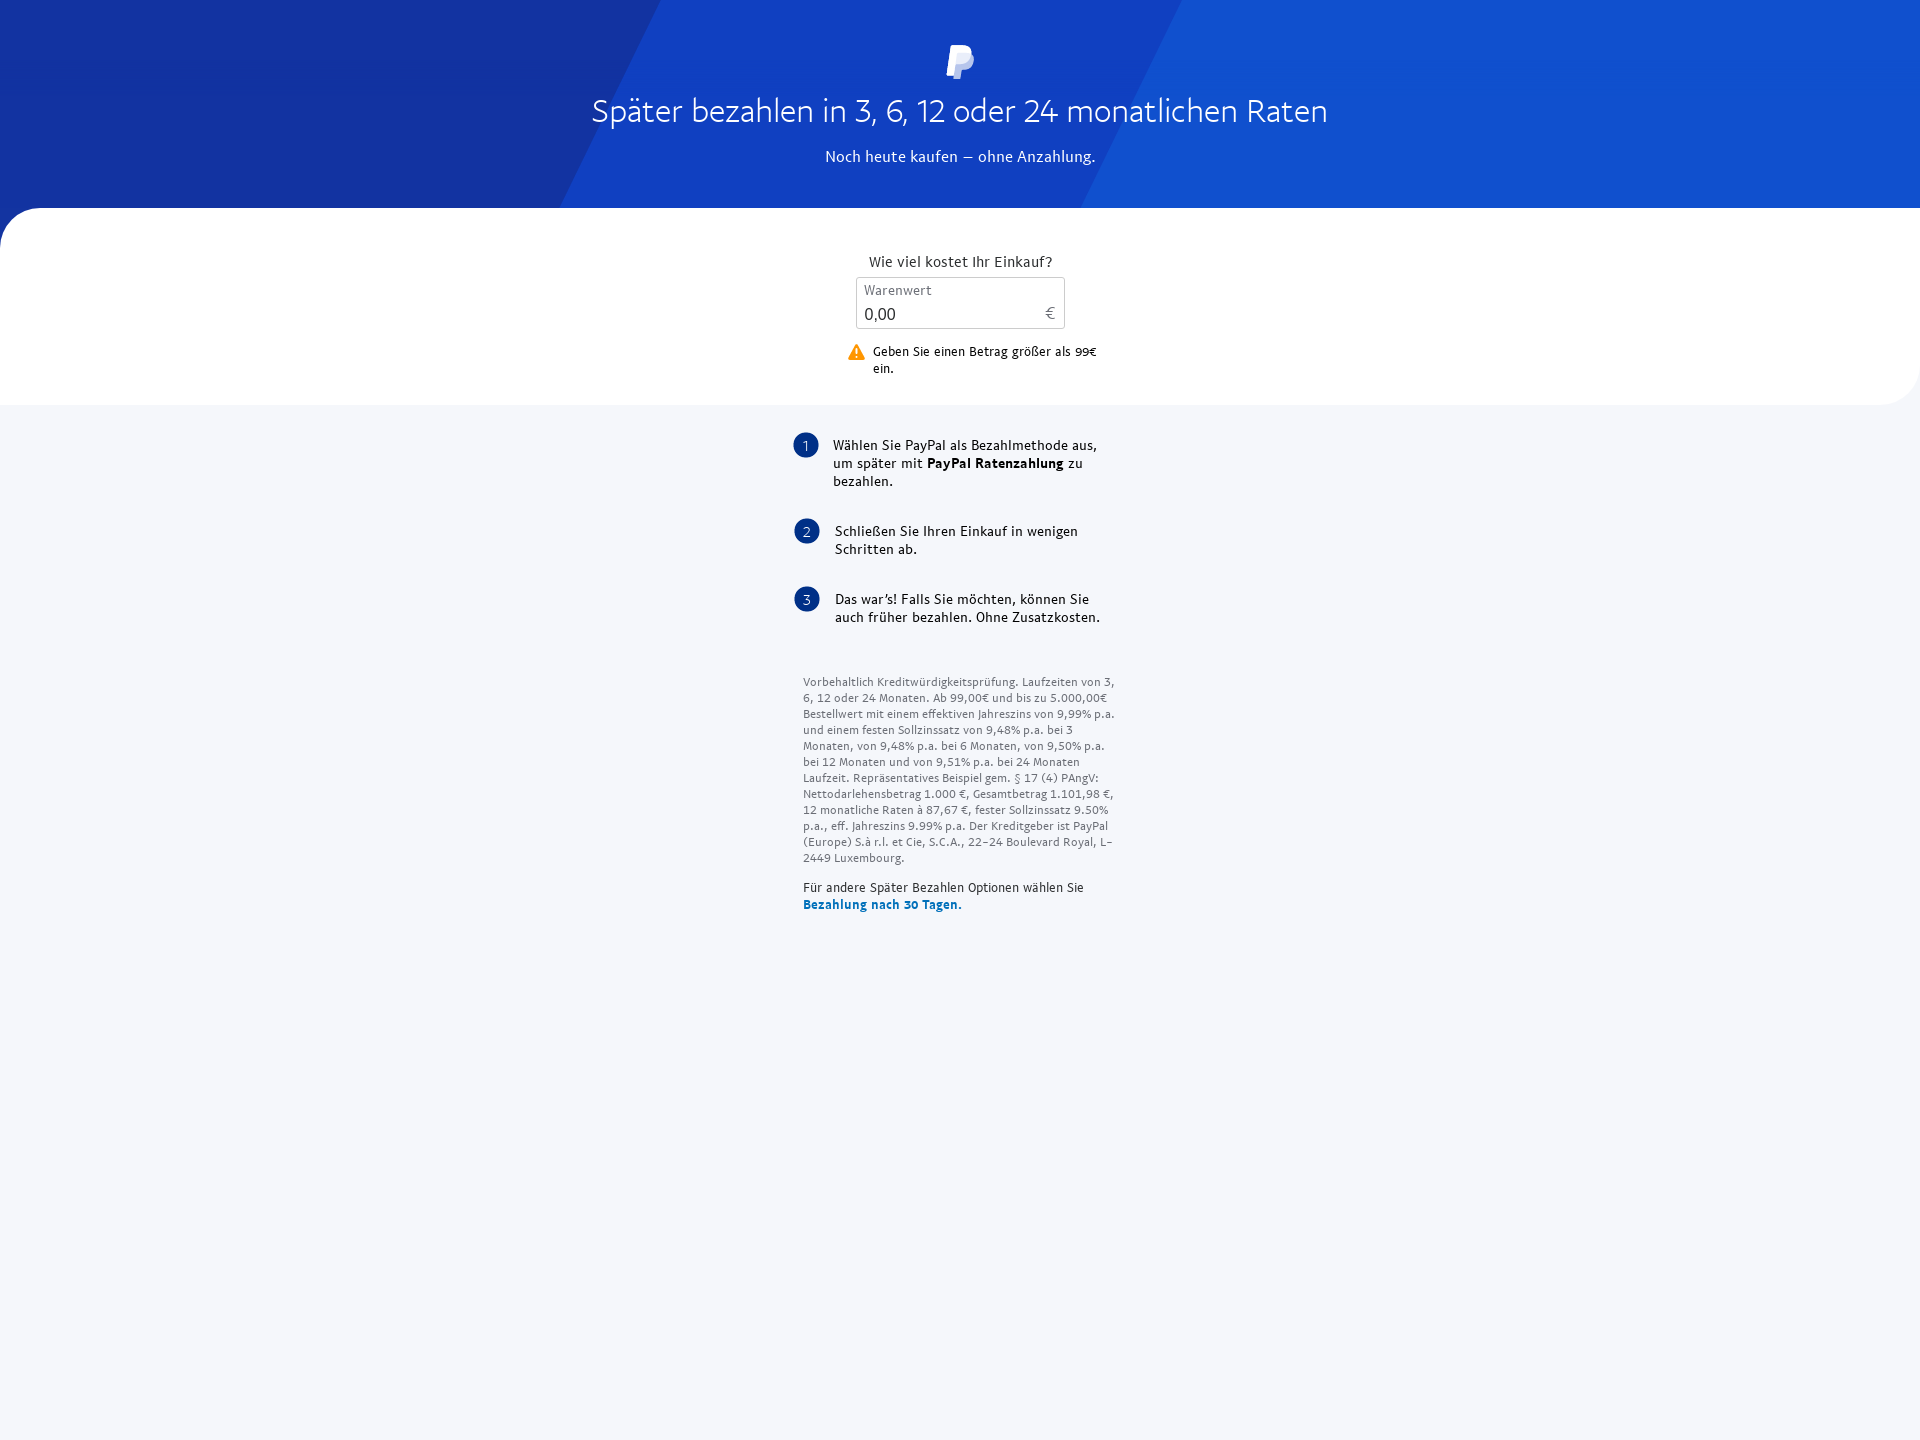 Später bezahlen in 3, 6, 12 oder 24 monatlichen Raten
Noch heute kaufen – ohne Anzahlung.
Wie viel kostet Ihr Einkauf?
Warenwert
0,00 €
Geben Sie einen Betrag größer als 99€
ein.
1 Wählen Sie PayPal als Bezahlmethode aus,
um später mit PayPal Ratenzahlung zu
bezahlen.
2 Schließen Sie Ihren Einkauf in wenigen
Schritten ab.
3 Das war’s! Falls Sie möchten, können Sie
auch früher bezahlen. Ohne Zusatzkosten.
Vorbehaltlich Kreditwürdigkeitsprüfung. Laufzeiten von 3,
6, 12 oder 24 Monaten. Ab 99,00€ und bis zu 5.000,00€
Bestellwert mit einem effektiven Jahreszins von 9,99% p.a.
und einem festen Sollzinssatz von 9,48% p.a. bei 3
Monaten, von 9,48% p.a. bei 6 Monaten, von 9,50% p.a.
bei 12 Monaten und von 9,51% p.a. bei 24 Monaten
Laufzeit. Repräsentatives Beispiel gem. § 17 (4) PAngV:
Nettodarlehensbetrag 1.000 €, Gesamtbetrag 1.101,98 €,
12 monatliche Raten à 87,67 €, fester Sollzinssatz 9.50%
p.a., eff. Jahreszins 9.99% p.a. Der Kreditgeber ist PayPal
(Europe) S.à r.l. et Cie, S.C.A., 22-24 Boulevard Royal, L-
2449 Luxembourg.
Für andere Später Bezahlen Optionen wählen Sie
Bezahlung nach 30 Tagen.